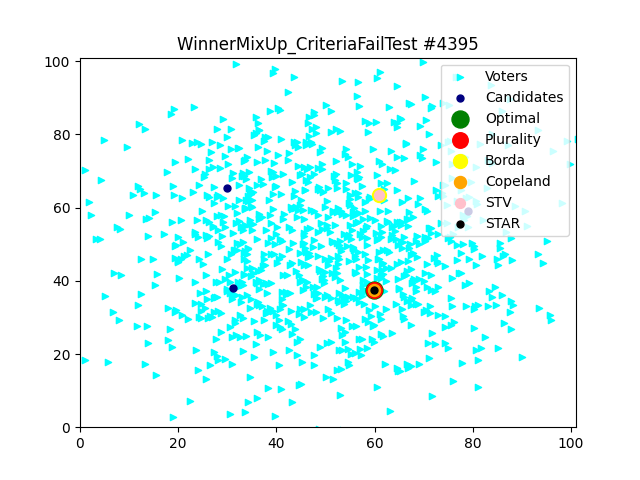 WinnerMixUp_CriteriaFailTest #4395
Voters
Candidates
Optimal
Plurality
Borda
Copeland
STV
STAR
100
80
60
40
20
0
0 20 40 60 80 100